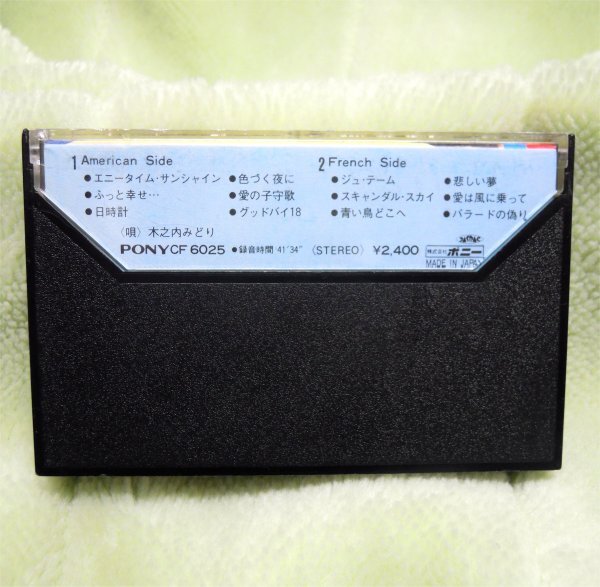 1 American Side
●エニータイム・サンシャイン ●色づく夜に
●ふっと幸せ… ●愛の子守歌
●日時計 ●グッドバイ18
2 French Side
●ジュ・テーム ●悲しい夢
●スキャンダル・スカイ ●愛は風に乗って
●青い鳥どこへ ●バラードの偽り
(唄) 木之内みどり
PONY CF 6025 ●録音時間 41'34" (STEREO) ¥2,400 株式会社 ポニー
MADE IN JAPAN